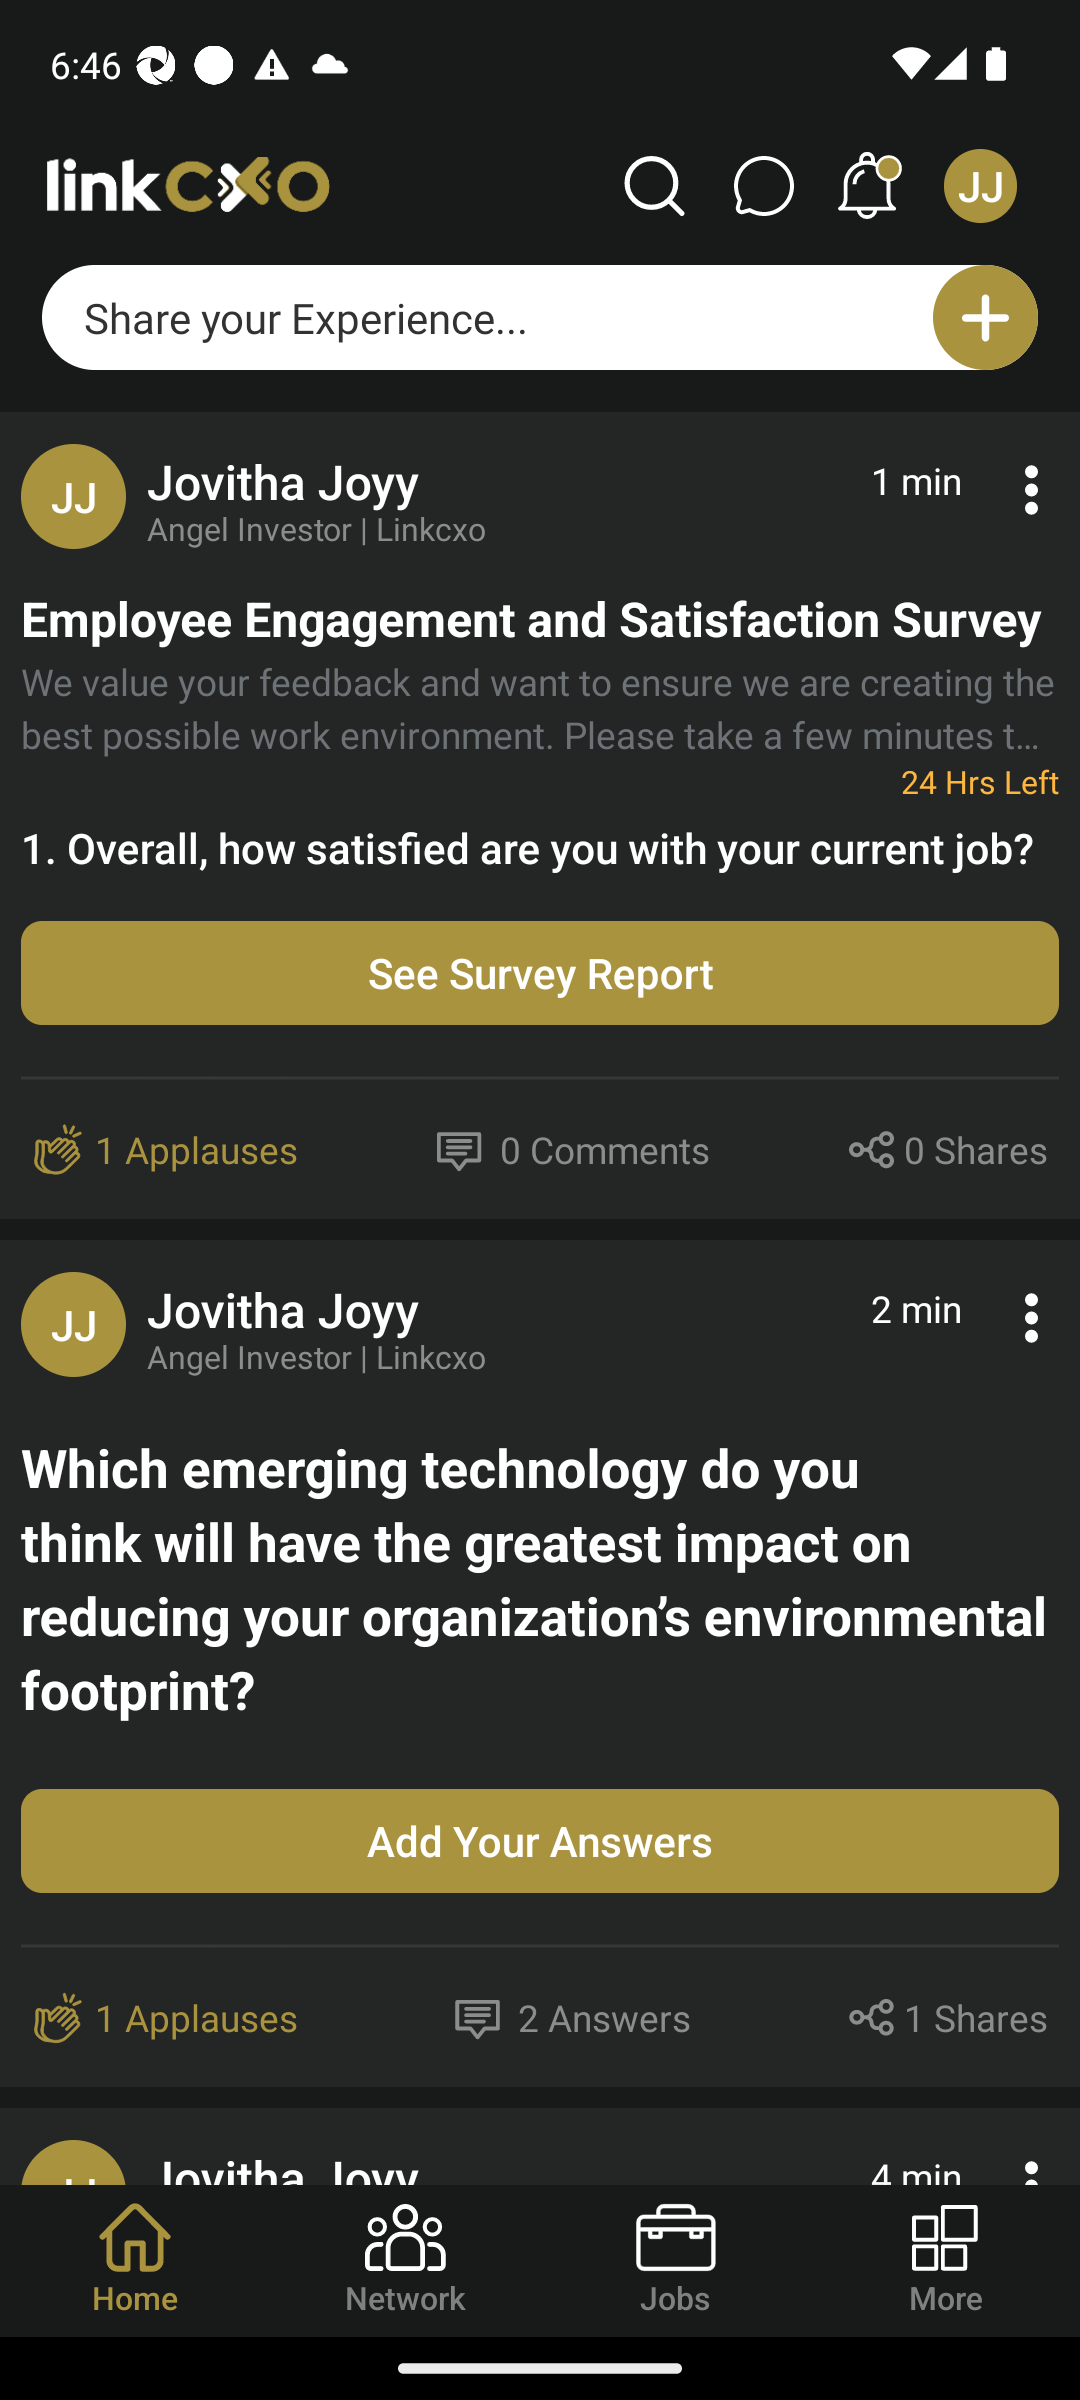 6:46
linkcxo
JJ
Share your Experience...
JJ
Jovitha Joyy
1 min
Angel Investor | Linkcxo
Employee Engagement and Satisfaction Survey
We value your feedback and want to ensure we are creating the
best possible work environment. Please take a few minutes t...
24 Hrs Left
1. Overall, how satisfied are you with your current job?
See Survey Report
1 Applauses
0 Comments
0 Shares
JJ
Jovitha Joyy
2 min
Angel Investor | Linkcxo
Which emerging technology do you
think will have the greatest impact on
reducing your organization’s environmental
footprint?
Add Your Answers
1 Applauses
2 Answers
1 Shares
JJ
Jovitha Joyy
4 min
Home
Network
Jobs
More